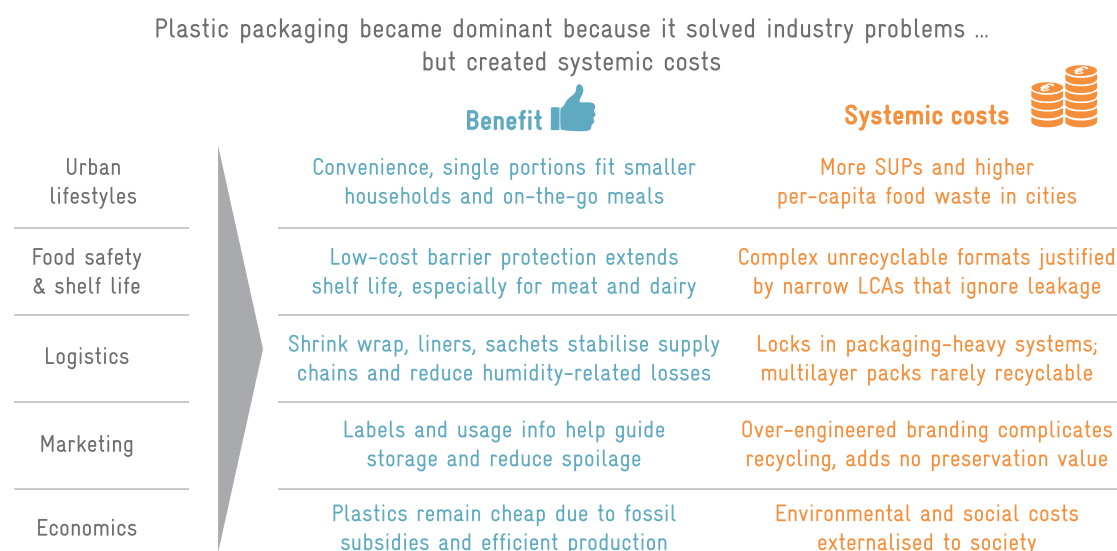 Plastic packaging became dominant because it solved industry problems ...
but created systemic costs
Benefit
Systemic costs
Urban
lifestyles
Convenience, single portions fit smaller
households and on-the-go meals
More SUPs and higher
per-capita food waste in cities
Food safety
& shelf life
Low-cost barrier protection extends
shelf life, especially for meat and dairy
Complex unrecyclable formats justified
by narrow LCAs that ignore leakage
Logistics
Shrink wrap, liners, sachets stabilise supply
chains and reduce humidity-related losses
Locks in packaging-heavy systems;
multilayer packs rarely recyclable
Marketing
Labels and usage info help guide
storage and reduce spoilage
Over-engineered branding complicates
recycling, adds no preservation value
Economics
Plastics remain cheap due to fossil
subsidies and efficient production
Environmental and social costs
externalised to society